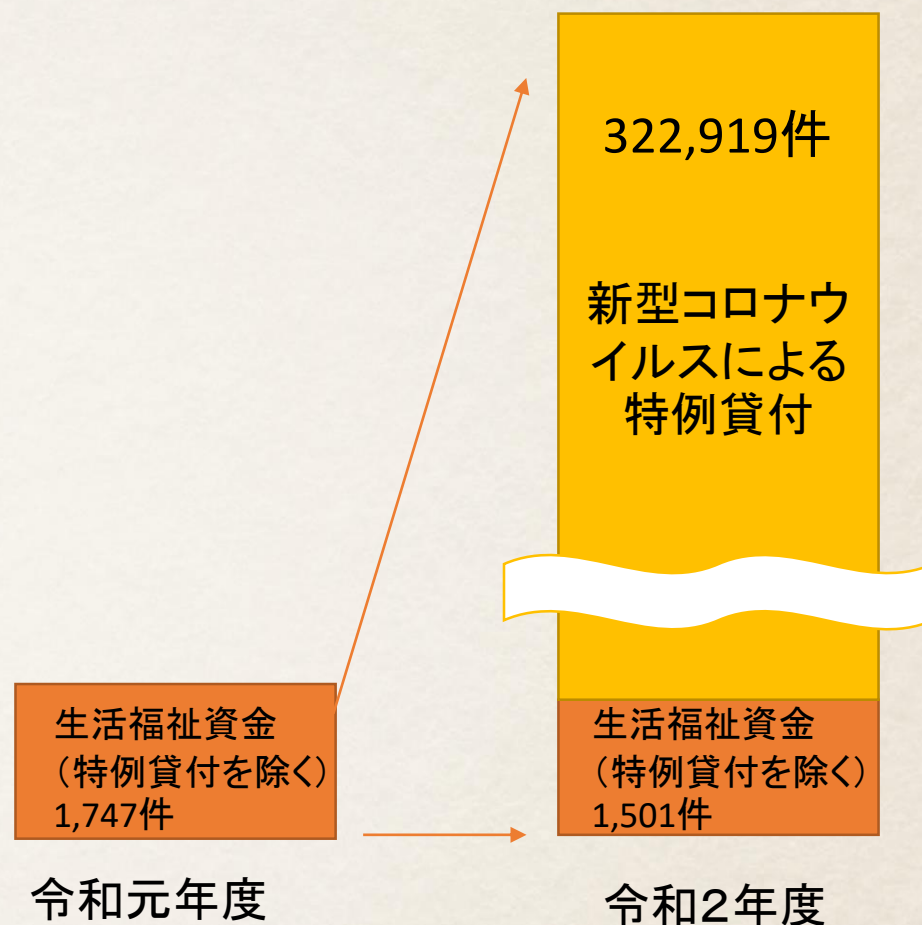 322,919件
新型コロナウ
イルスによる
特例貸付
生活福祉資金
（特例貸付を除く）
1,747件
生活福祉資金
（特例貸付を除く）
1,501件
令和元年度
令和２年度